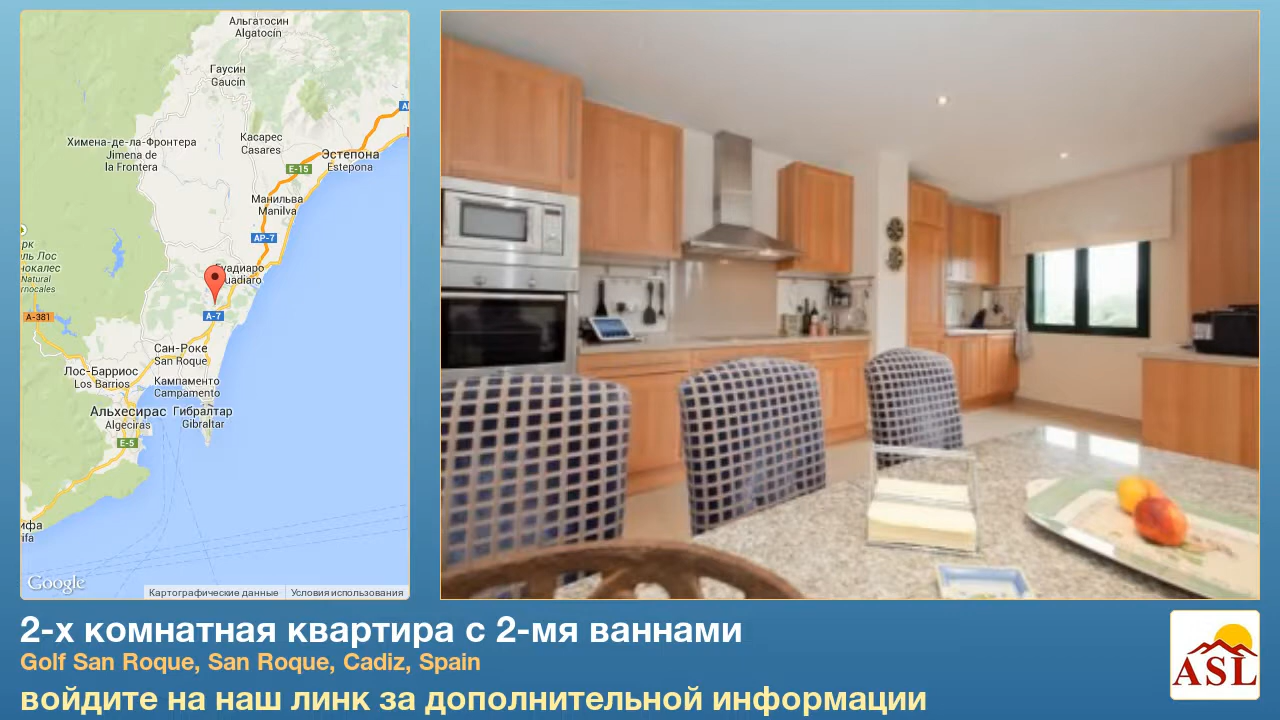 Альгатосин
Algatocín
Гаусин
Gaucín
Химена-де-ла-Фронтера
Jimena de
la Frontera
Касарес
Casares
Эстепона
Estepona
E-15
Манильва
Manilva
AP-7
Гуадиаро
Guadiaro
A-7
A-381
Natural
Сан-Роке
San Roque
Лос-Барриос
Los Barrios
Кампаменто
Campamento
Альхесирас
Algeciras
Гибралтар
Gibraltar
E-5
Google
Картографические данные
Условия использования
2-х комнатная квартира с 2-мя ваннами
Golf San Roque, San Roque, Cadiz, Spain
войдите на наш линк за дополнительной информации
ASL